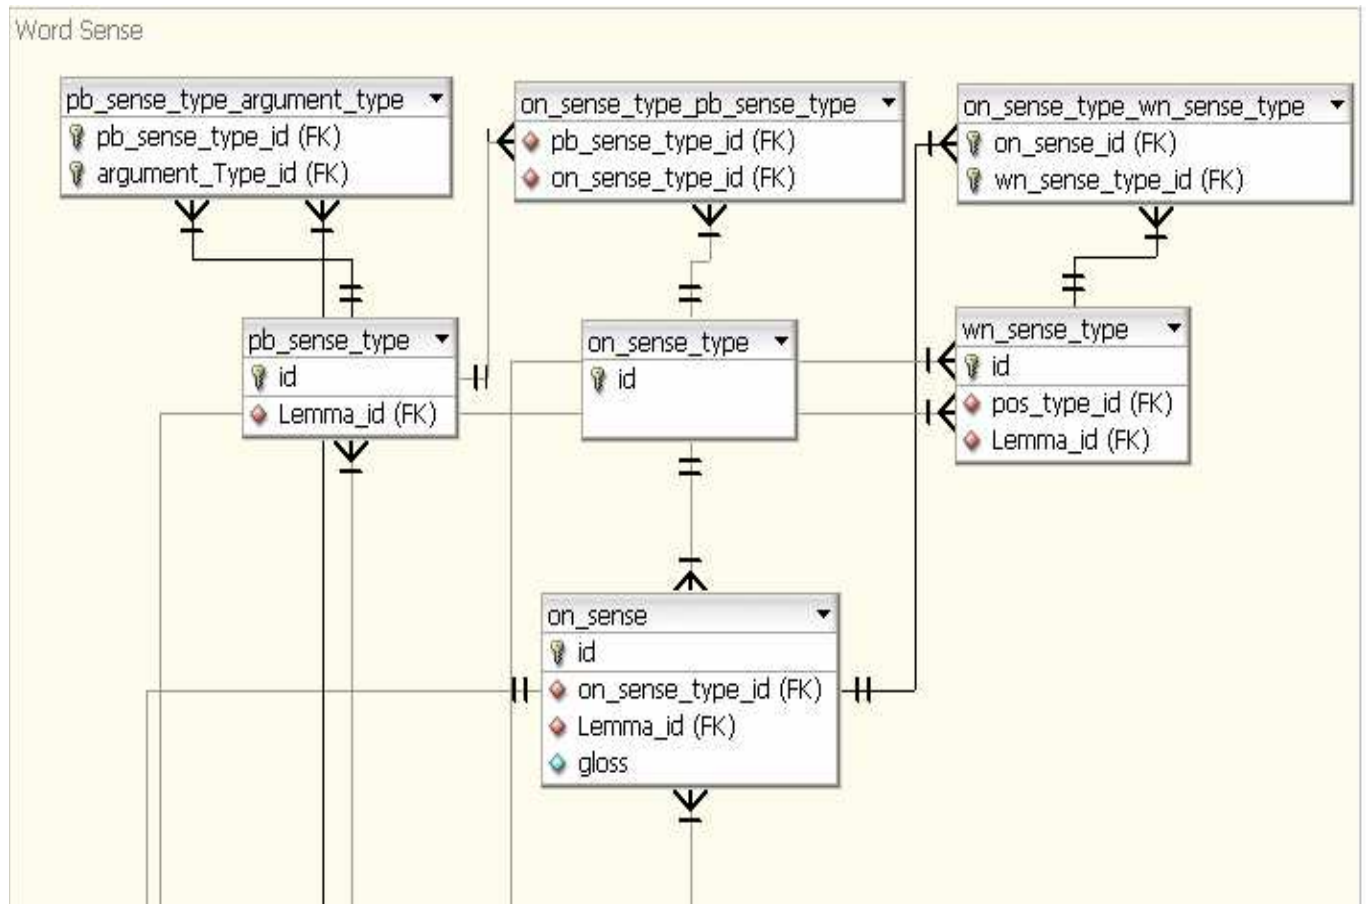 Word Sense
pb_sense_type_argument_type
pb_sense_type_id (FK)
argument_Type_id (FK)
on_sense_type_pb_sense_type
pb_sense_type_id (FK)
on_sense_type_id (FK)
on_sense_type_wn_sense_type
on_sense_id (FK)
wn_sense_type_id (FK)
pb_sense_type
id
Lemma_id (FK)
on_sense_type
id
wn_sense_type
id
pos_type_id (FK)
Lemma_id (FK)
on_sense
id
on_sense_type_id (FK)
Lemma_id (FK)
gloss